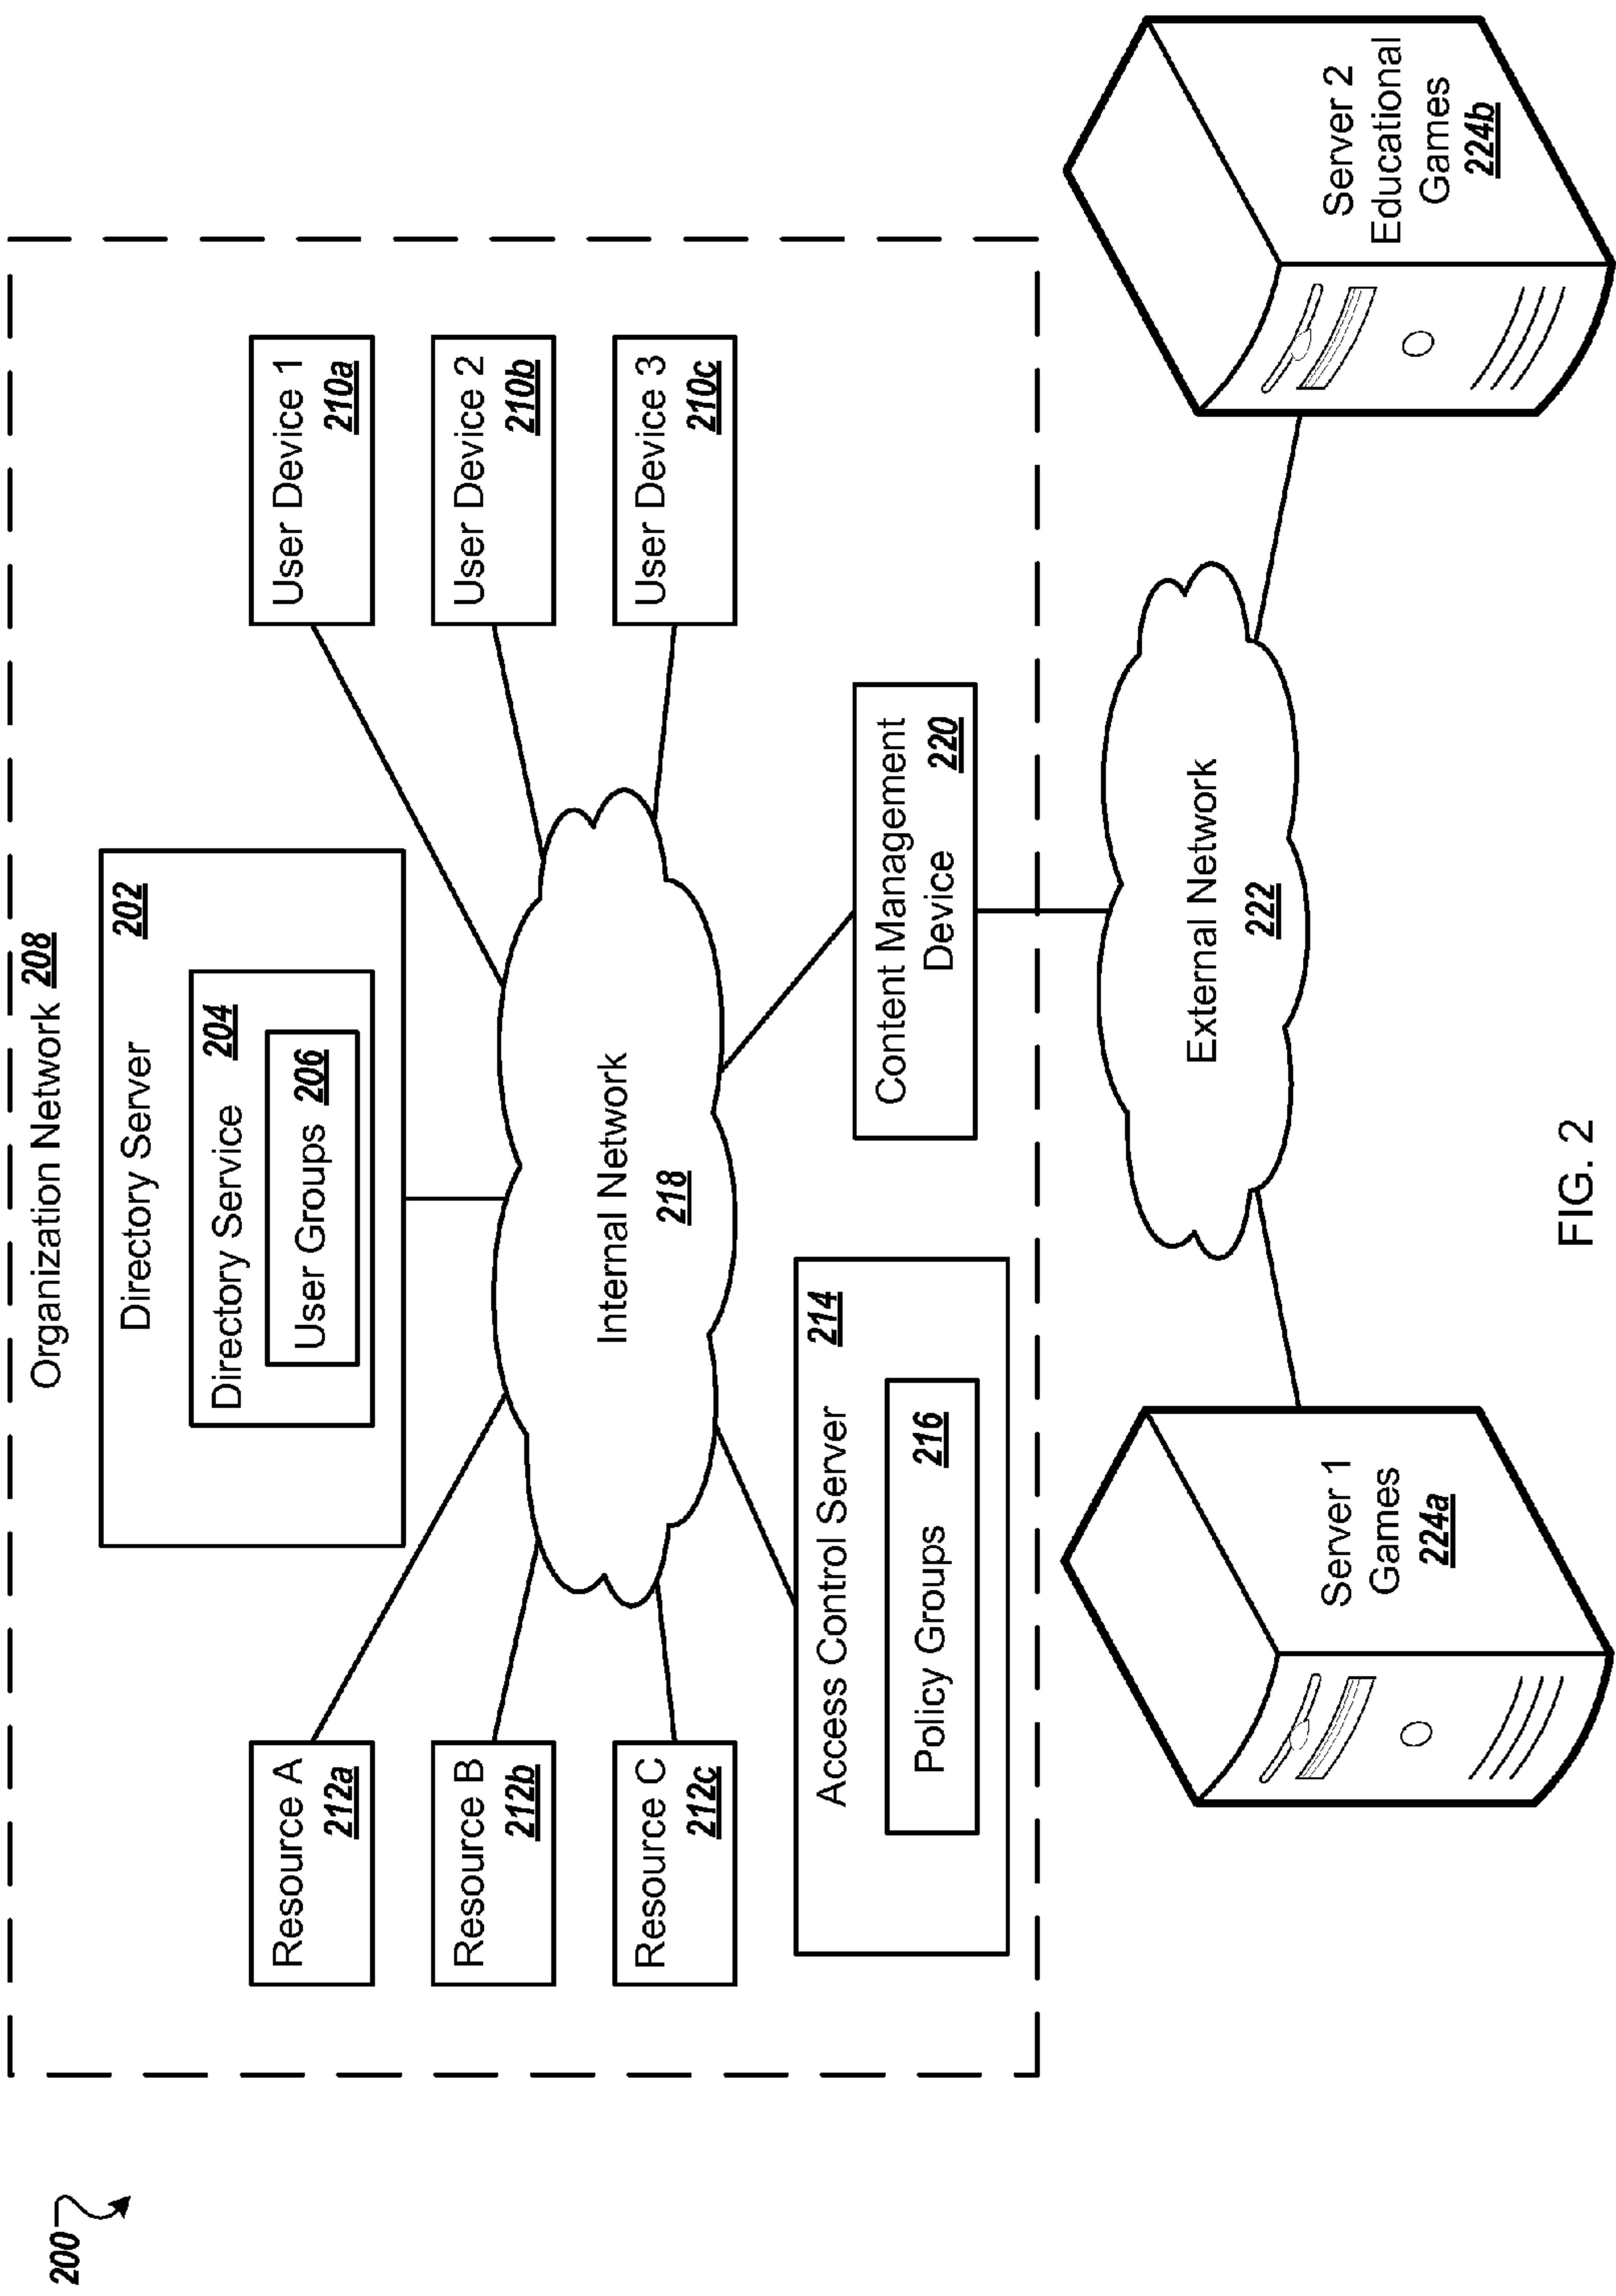 200
Organization Network 208
Directory Server 202
Directory Service 204
User Groups 206
Resource A
212a
Resource B
212b
Resource C
212c
User Device 1
210a
User Device 2
210b
User Device 3
210c
Internal Network
218
Access Control Server 214
Policy Groups 216
Content Management
Device 220
External Network
222
Server 1
Games
224a
Server 2
Educational
Games
224b
FIG. 2